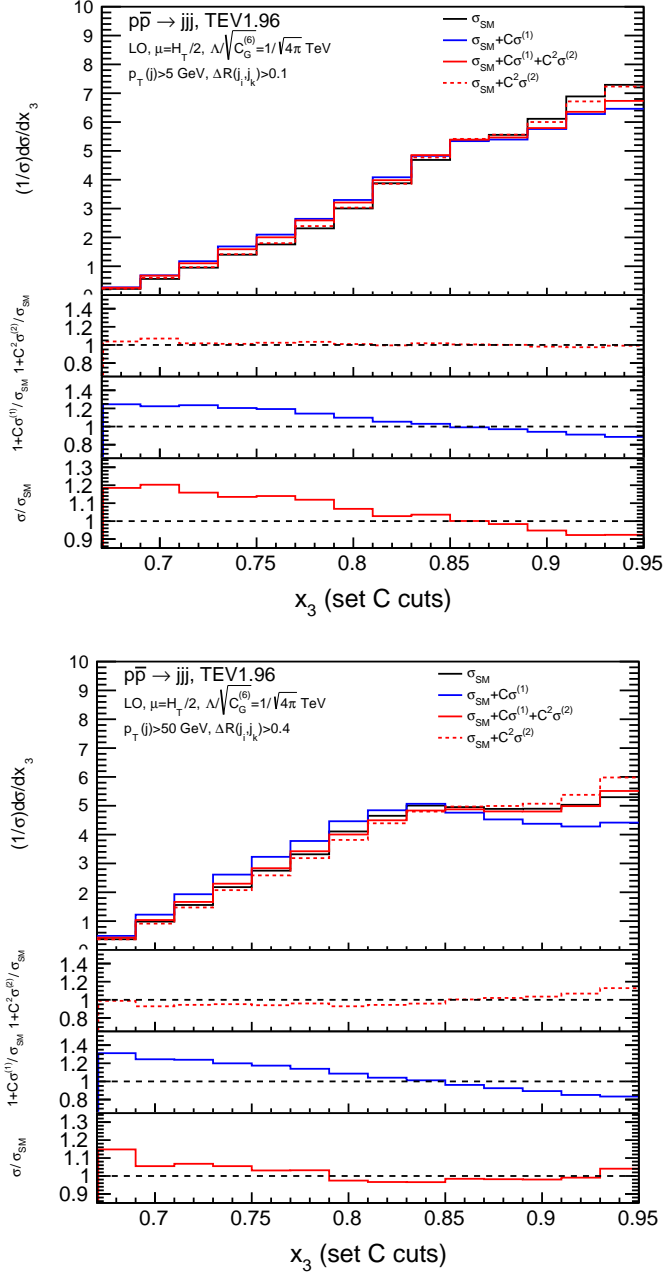 pp̅ → jjj, TEV1.96
LO, μ=H_T/2, Λ/√C_G^(6)=1/√4π TeV
p_T(j)>5 GeV, ΔR(j_i,j_k)>0.1
σ_SM
σ_SM+Cσ^(1)
σ_SM+Cσ^(1)+C²σ^(2)
σ_SM+C²σ^(2)
(1/σ)dσ/dx_3
10
9
8
7
6
5
4
3
2
1
0
1+C²σ^(2)/σ_SM
1.4
1.2
1
0.8
1+Cσ^(1)/σ_SM
1.4
1.2
1
0.8
σ/σ_SM
1.3
1.2
1.1
1
0.9
0.7 0.75 0.8 0.85 0.9 0.95
x_3 (set C cuts)
pp̅ → jjj, TEV1.96
LO, μ=H_T/2, Λ/√C_G^(6)=1/√4π TeV
p_T(j)>50 GeV, ΔR(j_i,j_k)>0.4
σ_SM
σ_SM+Cσ^(1)
σ_SM+Cσ^(1)+C²σ^(2)
σ_SM+C²σ^(2)
(1/σ)dσ/dx_3
10
9
8
7
6
5
4
3
2
1
0
1+C²σ^(2)/σ_SM
1.4
1.2
1
0.8
1+Cσ^(1)/σ_SM
1.4
1.2
1
0.8
σ/σ_SM
1.3
1.2
1.1
1
0.9
0.7 0.75 0.8 0.85 0.9 0.95
x_3 (set C cuts)